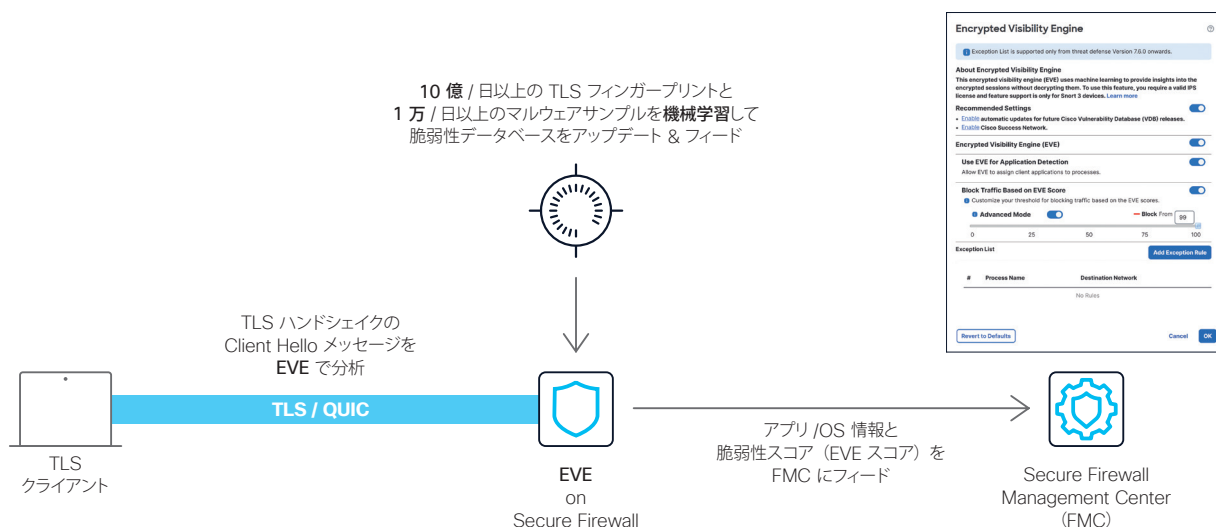 10 億 / 日以上の TLS フィンガープリントと
1 万 / 日以上のマルウェアサンプルを機械学習して
脆弱性データベースをアップデート & フィード
TLS ハンドシェイクの
Client Hello メッセージを
EVE で分析
TLS / QUIC
TLS
クライアント
EVE
on
Secure Firewall
アプリ /OS 情報と
脆弱性スコア（EVE スコア）を
FMC にフィード
Secure Firewall
Management Center
(FMC)
Encrypted Visibility Engine
Exception List is supported only from threat defense Version 7.6.0 onwards.
About Encrypted Visibility Engine
This encrypted visibility engine (EVE) uses machine learning to provide insights into the
encrypted sessions without decrypting them. To use this feature, you require a valid IPS
license and feature support is only for Snort 3 devices. Learn more
Recommended Settings
• Enable automatic updates for future Cisco Vulnerability Database (VDB) releases.
• Enable Cisco Success Network.
Encrypted Visibility Engine (EVE)
Use EVE for Application Detection
Allow EVE to assign client applications to processes.
Block Traffic Based on EVE Score
Customize your threshold for blocking traffic based on the EVE scores.
Advanced Mode
Block From 99
0 25 50 75 100
Exception List
Add Exception Rule
# Process Name Destination Network
No Rules
Revert to Defaults Cancel OK